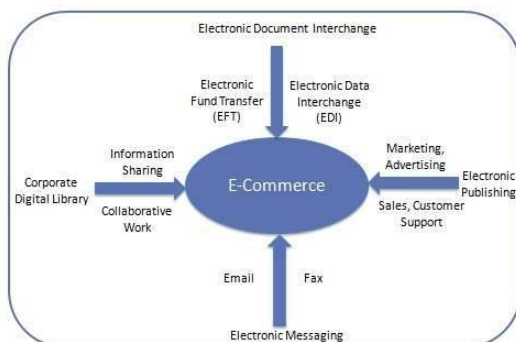 Electronic Document Interchange
Electronic
Fund Transfer
(EFT)
Electronic Data
Interchange
(EDI)
Information
Sharing
Marketing,
Advertising
Corporate
Digital Library
E-Commerce
Electronic
Publishing
Collaborative
Work
Sales, Customer
Support
Email
Fax
Electronic Messaging